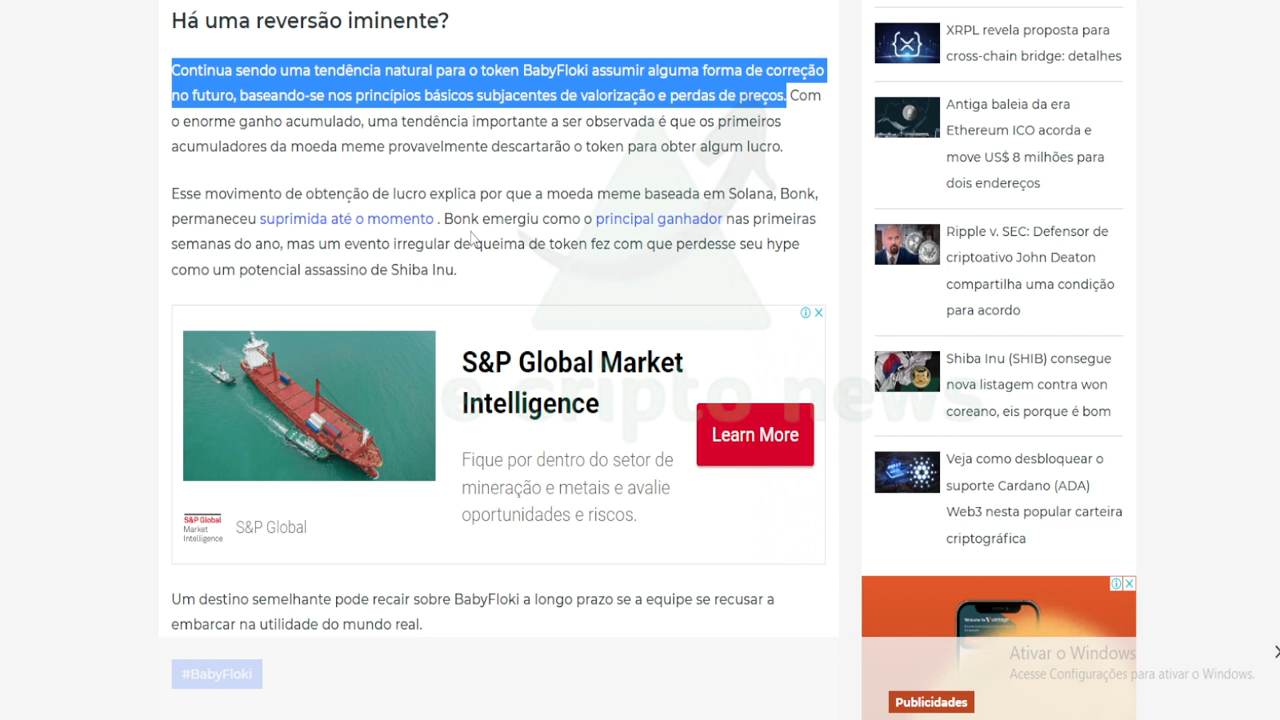 Há uma reversão iminente?
Continua sendo uma tendência natural para o token BabyFloki assumir alguma forma de correção
no futuro, baseando-se nos princípios básicos subjacentes de valorização e perdas de preços. Com
o enorme ganho acumulado, uma tendência importante a ser observada é que os primeiros
acumuladores da moeda meme provavelmente descartarão o token para obter algum lucro.
Esse movimento de obtenção de lucro explica por que a moeda meme baseada em Solana, Bonk,
permaneceu suprimida até o momento . Bonk emergiu como o principal ganhador nas primeiras
semanas do ano, mas um evento irregular de queima de token fez com que perdesse seu hype
como um potencial assassino de Shiba Inu.
S&P Global Market
Intelligence
Learn More
Fique por dentro do setor de
mineração e metais e avalie
oportunidades e riscos.
S&P Global
Market
Intelligence
S&P Global
o cripto news
Um destino semelhante pode recair sobre BabyFloki a longo prazo se a equipe se recusar a
embarcar na utilidade do mundo real.
#BabyFloki
XRPL revela proposta para
cross-chain bridge: detalhes
Antiga baleia da era
Ethereum ICO acorda e
move US$ 8 milhões para
dois endereços
Ripple v. SEC: Defensor de
criptoativo John Deaton
compartilha uma condição
para acordo
Shiba Inu (SHIB) consegue
nova listagem contra won
coreano, eis porque é bom
Veja como desbloquear o
suporte Cardano (ADA)
Web3 nesta popular carteira
criptográfica
Ativar o Windows
Acesse Configurações para ativar o Windows.
Publicidades